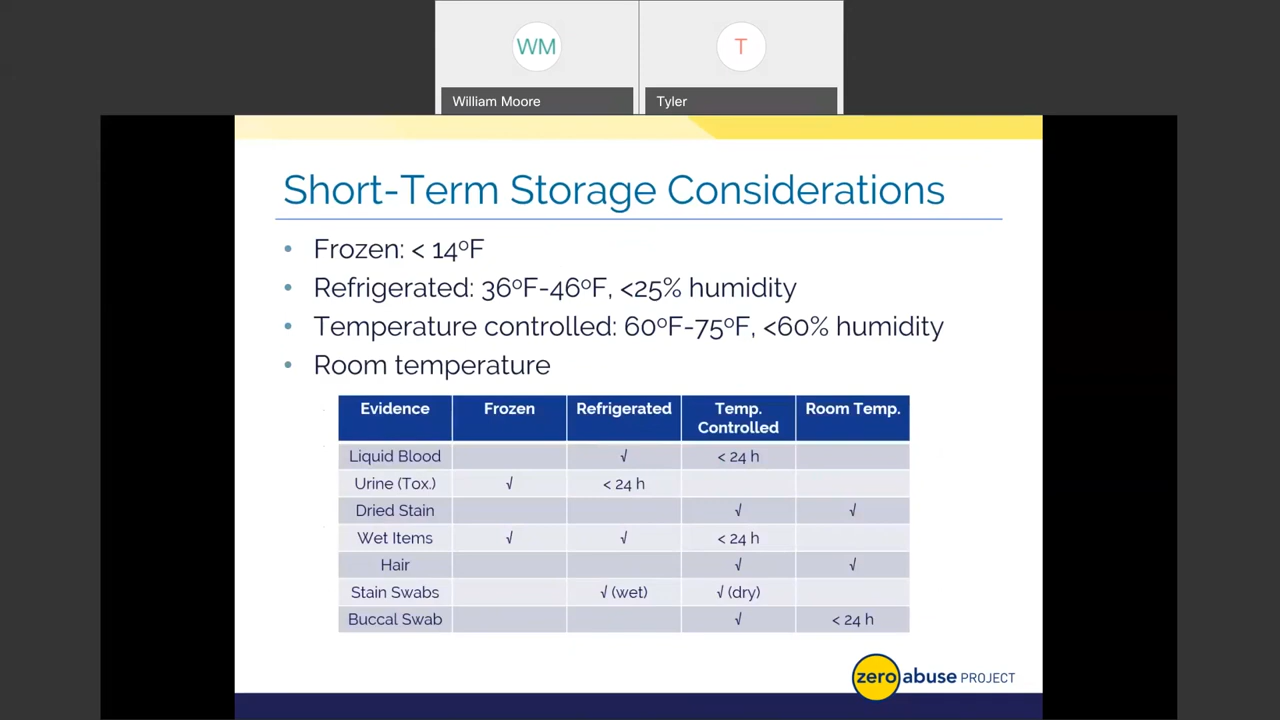 WM
T
William Moore
Tyler
Short-Term Storage Considerations
• Frozen: < 14ºF
• Refrigerated: 36ºF-46ºF, <25% humidity
• Temperature controlled: 60ºF-75ºF, <60% humidity
• Room temperature
Evidence Frozen Refrigerated Temp. Controlled Room Temp.
Liquid Blood √ < 24 h
Urine (Tox.) √ < 24 h
Dried Stain √ √
Wet Items √ √ < 24 h
Hair √ √
Stain Swabs √ (wet) √ (dry)
Buccal Swab √ < 24 h
zero abuse PROJECT